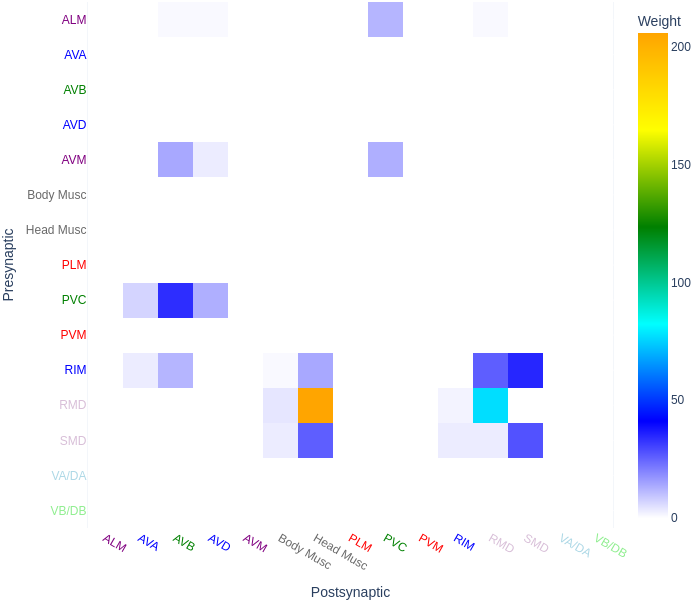 Weight
ALM
AVA
AVB
AVD
AVM
Body Musc
Head Musc
PLM
PVC
PVM
RIM
RMD
SMD
VA/DA
VB/DB
Presynaptic
200
150
100
50
0
ALM
AVA
AVB
AVD
AVM
Body Musc
Head Musc
PLM
PVC
PVM
RIM
RMD
SMD
VA/DA
VB/DB
Postsynaptic